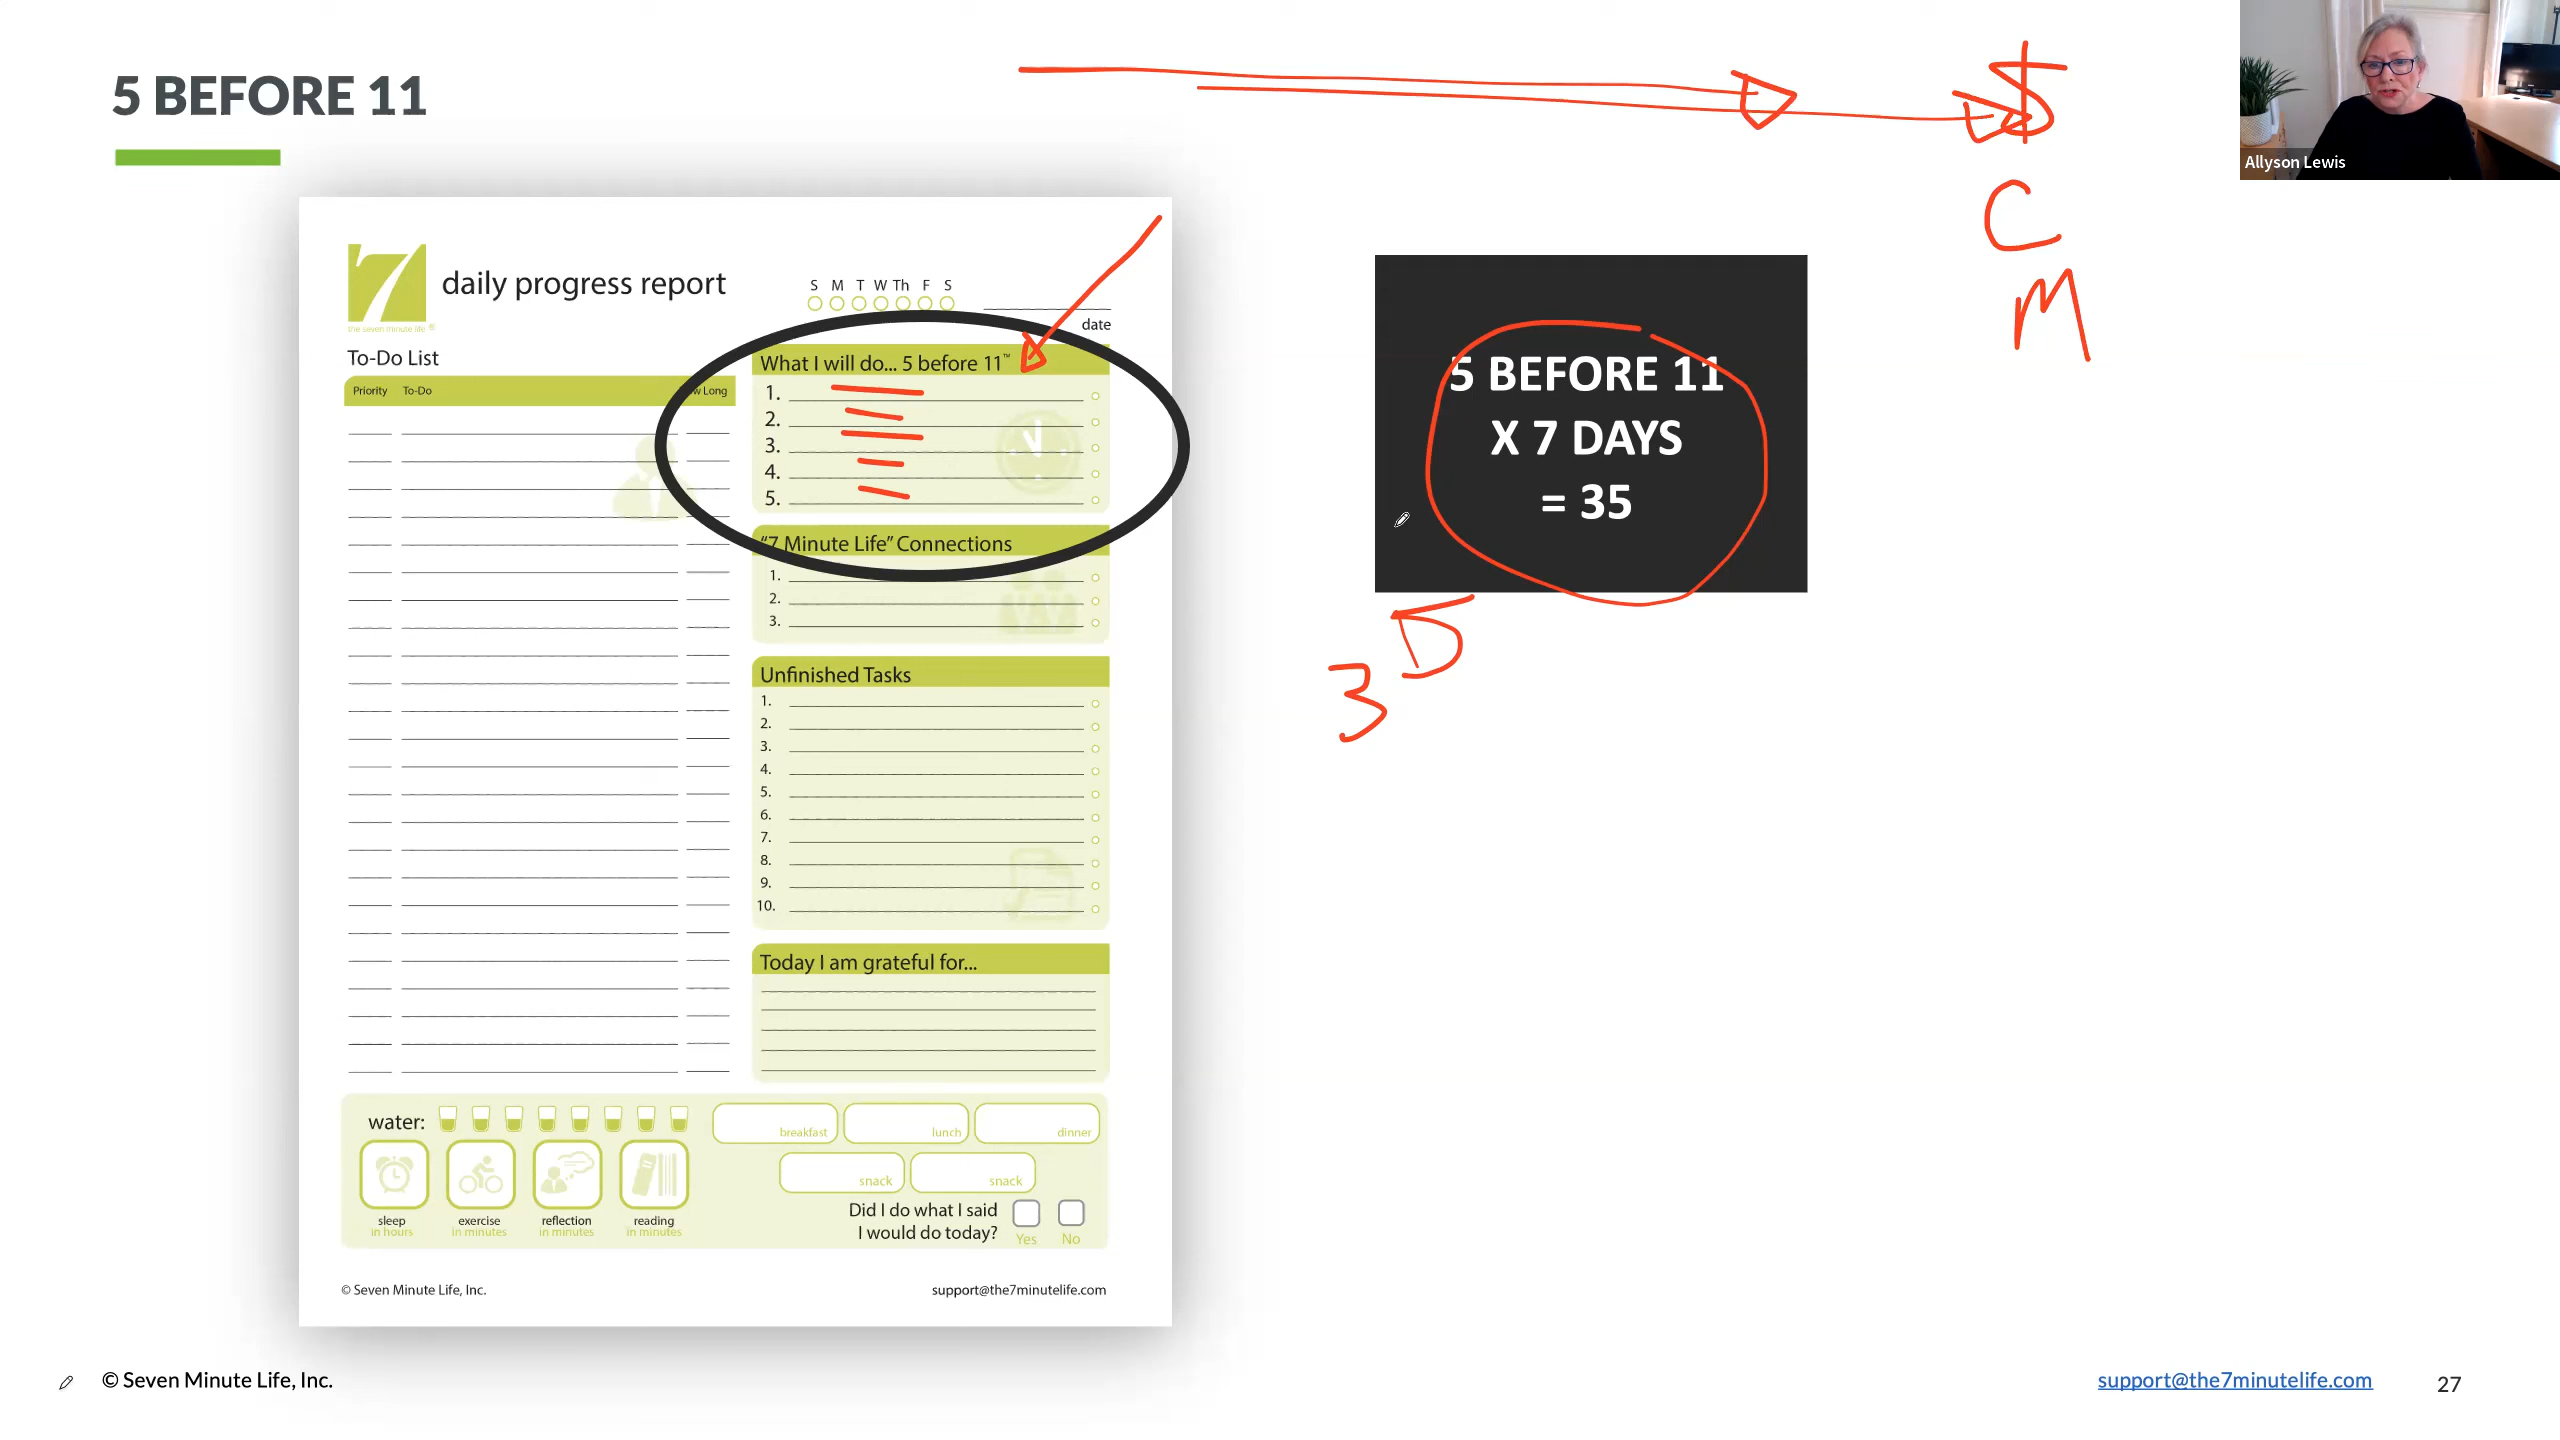 5 BEFORE 11
$
C
M
Allyson Lewis
7
the seven minute life ®
daily progress report
S M T W Th F S
date
To-Do List
Priority To-Do Long
What I will do... 5 before 11™
1.
2.
3.
4.
5.
"7 Minute Life" Connections
1.
2.
3.
Unfinished Tasks
1.
2.
3.
4.
5.
6.
7.
8.
9.
10.
Today I am grateful for...
water:
breakfast lunch dinner
snack snack
sleep
in hours
exercise
in minutes
reflection
in minutes
reading
in minutes
Did I do what I said
I would do today?
Yes No
© Seven Minute Life, Inc.
support@the7minutelife.com
5 BEFORE 11
X 7 DAYS
= 35
3 D
© Seven Minute Life, Inc.
support@the7minutelife.com
27